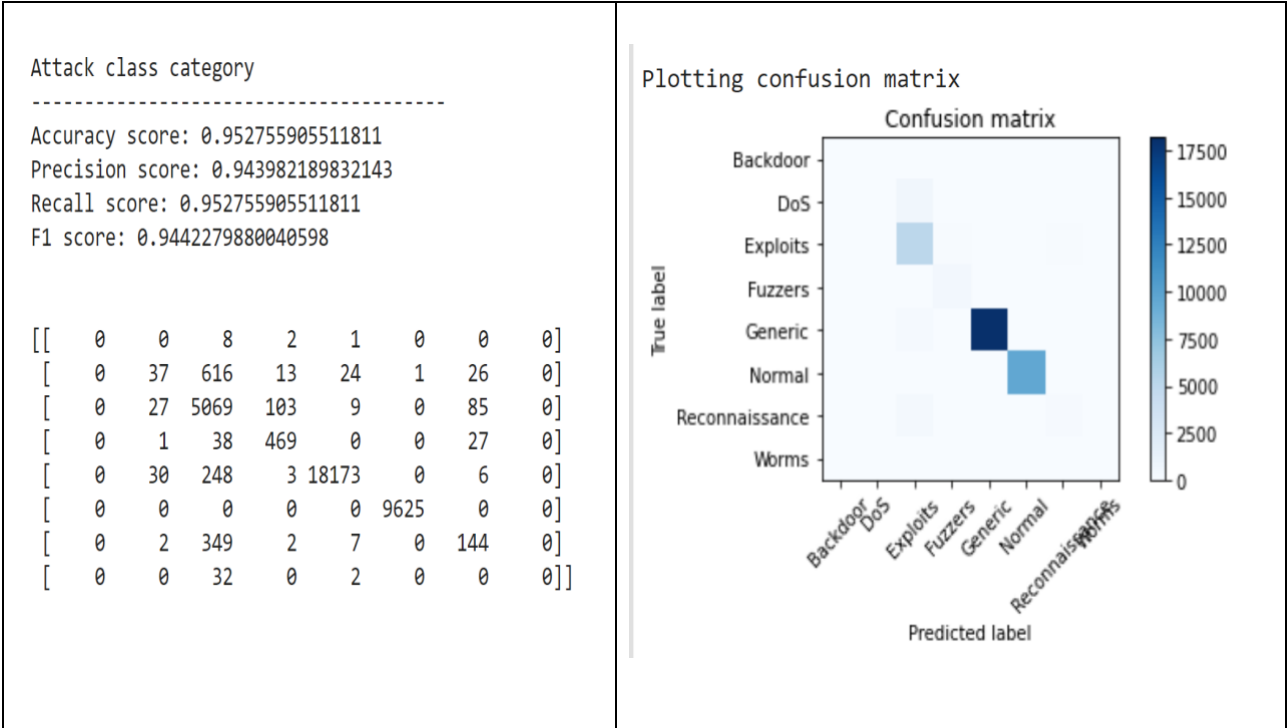 Attack class category
---------------------------------------
Accuracy score: 0.952755905511811
Precision score: 0.943982189832143
Recall score: 0.952755905511811
F1 score: 0.9442279880040598
[[ 0 0 8 2 1 0 0 0]
[ 0 37 616 13 24 1 26 0]
[ 0 27 5069 103 9 0 85 0]
[ 0 1 38 469 0 0 27 0]
[ 0 30 248 3 18173 0 6 0]
[ 0 0 0 0 0 9625 0 0]
[ 0 2 349 2 7 0 144 0]
[ 0 0 32 0 2 0 0 0]]
Plotting confusion matrix
Confusion matrix
True label
Backdoor
DoS
Exploits
Fuzzers
Generic
Normal
Reconnaissance
Worms
17500
15000
12500
10000
7500
5000
2500
0
Backdoor
DoS
Exploits
Fuzzers
Generic
Normal
Reconnaissance
Worms
Predicted label